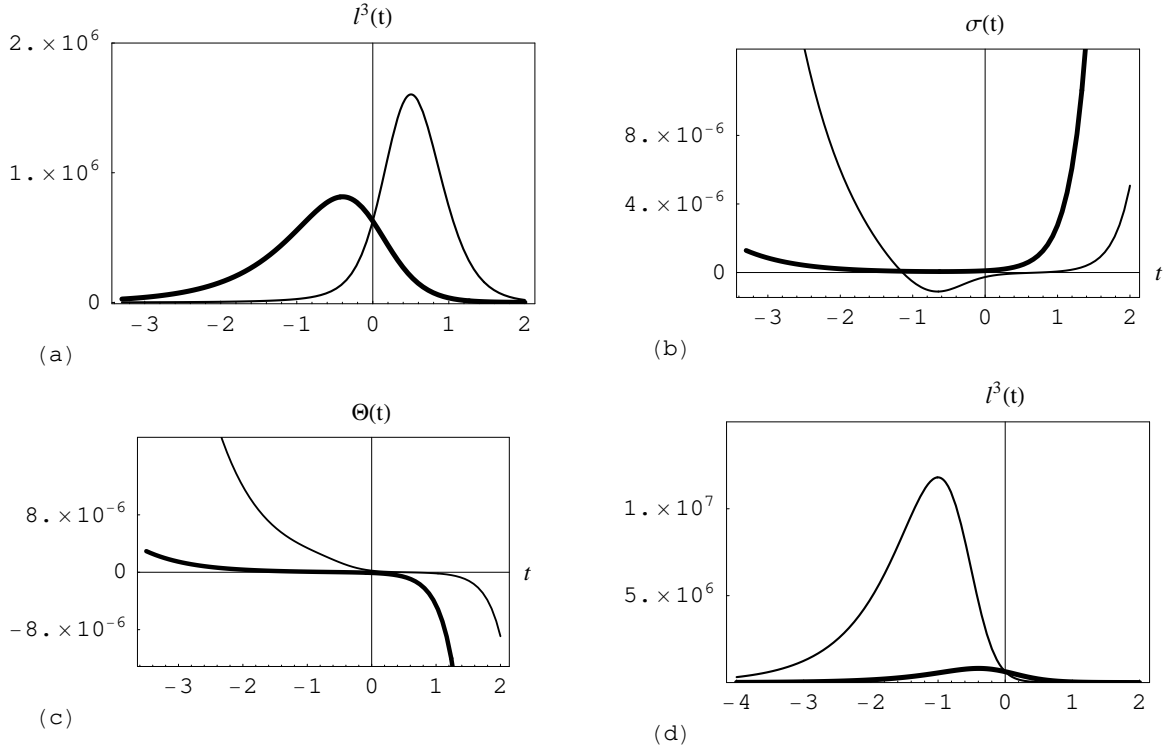 l³(t)
2.×10⁶
1.×10⁶
0
-3 -2 -1 0 1 2
(a)
σ(t)
8.×10⁻⁶
4.×10⁻⁶
0
t
-3 -2 -1 0 1 2
(b)
Θ(t)
8.×10⁻⁶
0
t
-8.×10⁻⁶
-3 -2 -1 0 1 2
(c)
l³(t)
1.×10⁷
5.×10⁶
-4 -3 -2 -1 0 1 2
(d)